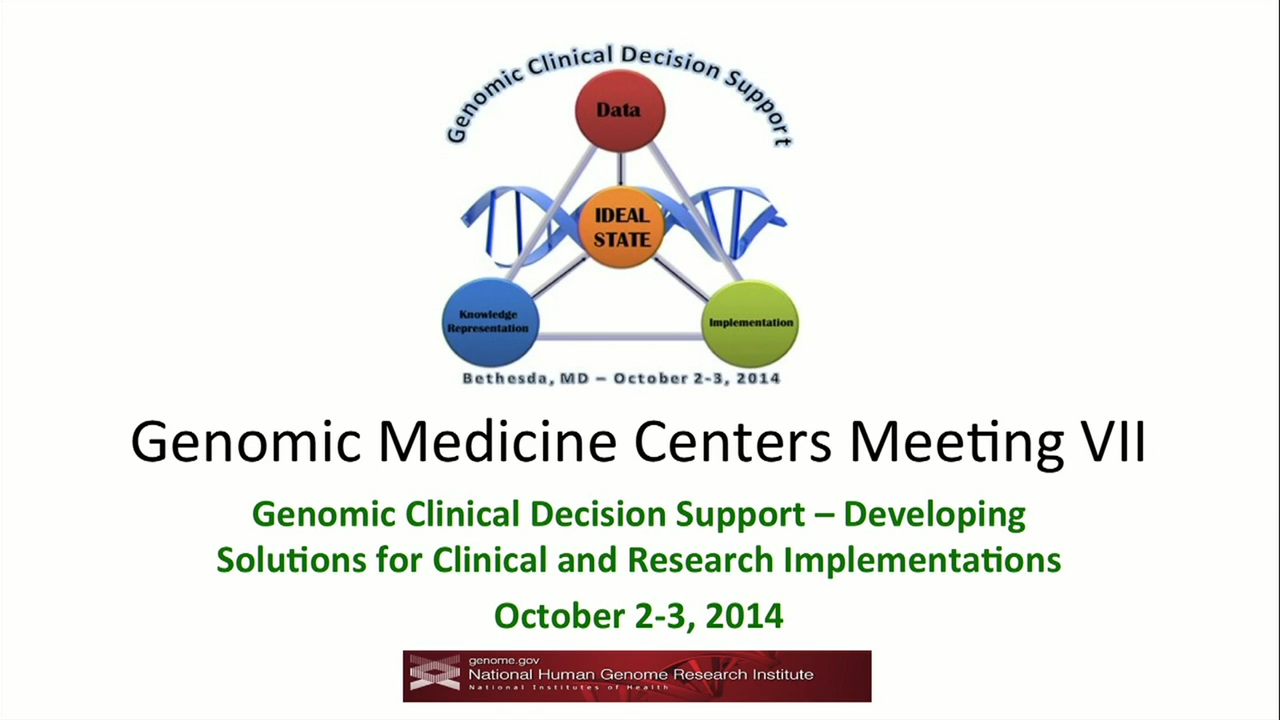 Genomic Clinical Decision Support
Data
IDEAL
STATE
Knowledge
Representation
Implementation
Bethesda, MD – October 2-3, 2014
Genomic Medicine Centers Meeting VII
Genomic Clinical Decision Support – Developing
Solutions for Clinical and Research Implementations
October 2-3, 2014
genome.gov
National Human Genome Research Institute
National Institutes of Health